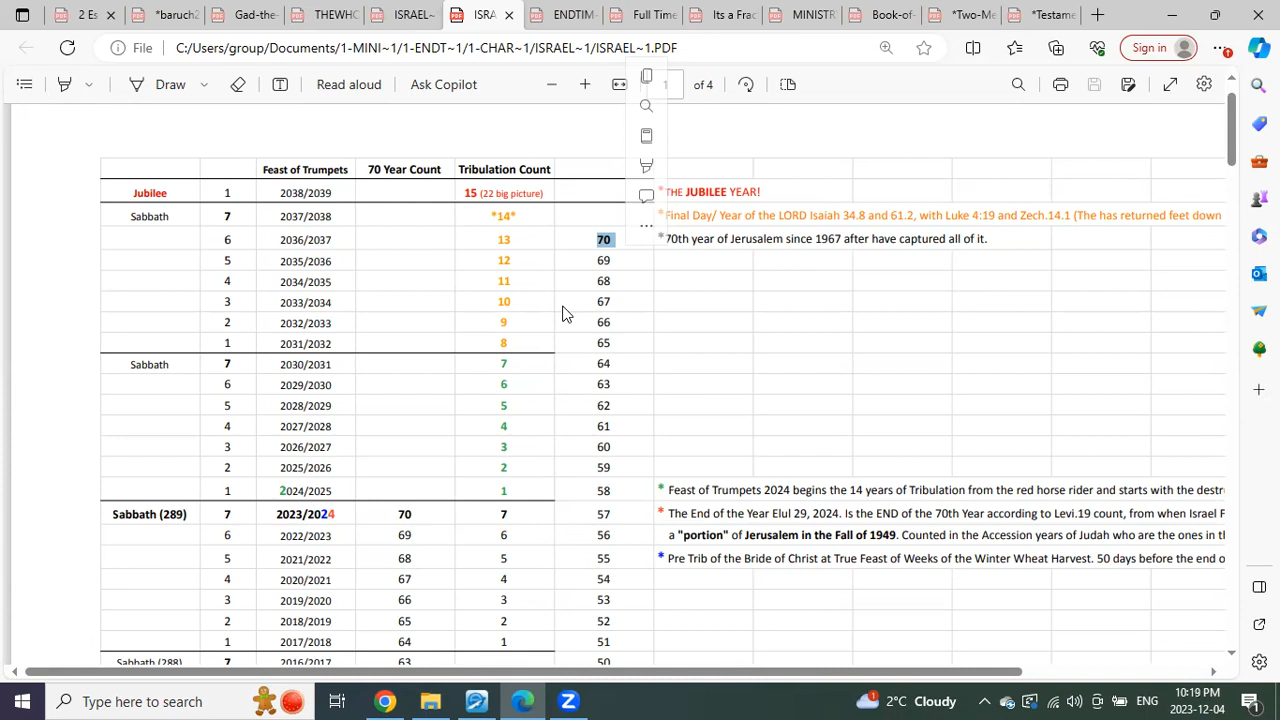 2 Es
*baruch2
Gad-the-
THEWHO
ISRAEL~
ISRA
ENDTIM-
Full Time
Its a Frac
MINISTR
Book-of-
*Two-Me
*Testame
File C:/Users/group/Documents/1-MINI~1/1-ENDT~1/1-CHAR~1/ISRAEL~1/ISRAEL~1.PDF
Sign in
Draw Read aloud Ask Copilot 1 of 4
Feast of Trumpets 70 Year Count Tribulation Count
Jubilee 1 2038/2039 15 (22 big picture) *THE JUBILEE YEAR!
Sabbath 7 2037/2038 *14* *Final Day/ Year of the LORD Isaiah 34.8 and 61.2, with Luke 4:19 and Zech.14.1 (The has returned feet down
6 2036/2037 13 70 *70th year of Jerusalem since 1967 after have captured all of it.
5 2035/2036 12 69
4 2034/2035 11 68
3 2033/2034 10 67
2 2032/2033 9 66
1 2031/2032 8 65
Sabbath 7 2030/2031 7 64
6 2029/2030 6 63
5 2028/2029 5 62
4 2027/2028 4 61
3 2026/2027 3 60
2 2025/2026 2 59
1 2024/2025 1 58 * Feast of Trumpets 2024 begins the 14 years of Tribulation from the red horse rider and starts with the destr
Sabbath (289) 7 2023/2024 70 7 57 * The End of the Year Elul 29, 2024. Is the END of the 70th Year according to Levi.19 count, from when Israel F
6 2022/2023 69 6 56 a "portion" of Jerusalem in the Fall of 1949. Counted in the Accession years of Judah who are the ones in th
5 2021/2022 68 5 55 * Pre Trib of the Bride of Christ at True Feast of Weeks of the Winter Wheat Harvest. 50 days before the end o
4 2020/2021 67 4 54
3 2019/2020 66 3 53
2 2018/2019 65 2 52
1 2017/2018 64 1 51
Sabbath (288) 7 2016/2017 63 50
Type here to search
1
2°C Cloudy
ENG
10:19 PM
2023-12-04
1